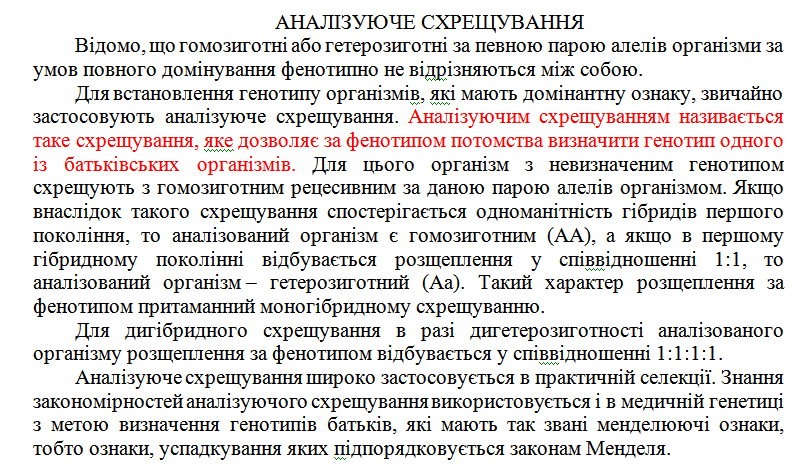 АНАЛІЗУЮЧЕ СХРЕЩУВАННЯ
Відомо, що гомозиготні або гетерозиготні за певною парою алелів організми за
умов повного домінування фенотипно не відрізняються між собою.
Для встановлення генотипу організмів, які мають домінантну ознаку, звичайно
застосовують аналізуюче схрещування. Аналізуючим схрещуванням називається
таке схрещування, яке дозволяє за фенотипом потомства визначити генотип одного
із батьківських організмів. Для цього організм з невизначеним генотипом
схрещують з гомозиготним рецесивним за даною парою алелів організмом. Якщо
внаслідок такого схрещування спостерігається одноманітність гібридів першого
покоління, то аналізований організм є гомозиготним (АА), а якщо в першому
гібридному поколінні відбувається розщеплення у співвідношенні 1:1, то
аналізований організм – гетерозиготний (Аа). Такий характер розщеплення за
фенотипом притаманний моногібридному схрещуванню.
Для дигібридного схрещування в разі дигетерозиготності аналізованого
організму розщеплення за фенотипом відбувається у співвідношенні 1:1:1:1.
Аналізуюче схрещування широко застосовується в практичній селекції. Знання
закономірностей аналізуючого схрещування використовується і в медичній генетиці
з метою визначення генотипів батьків, які мають так звані менделюючі ознаки,
тобто ознаки, успадкування яких підпорядковується законам Менделя.